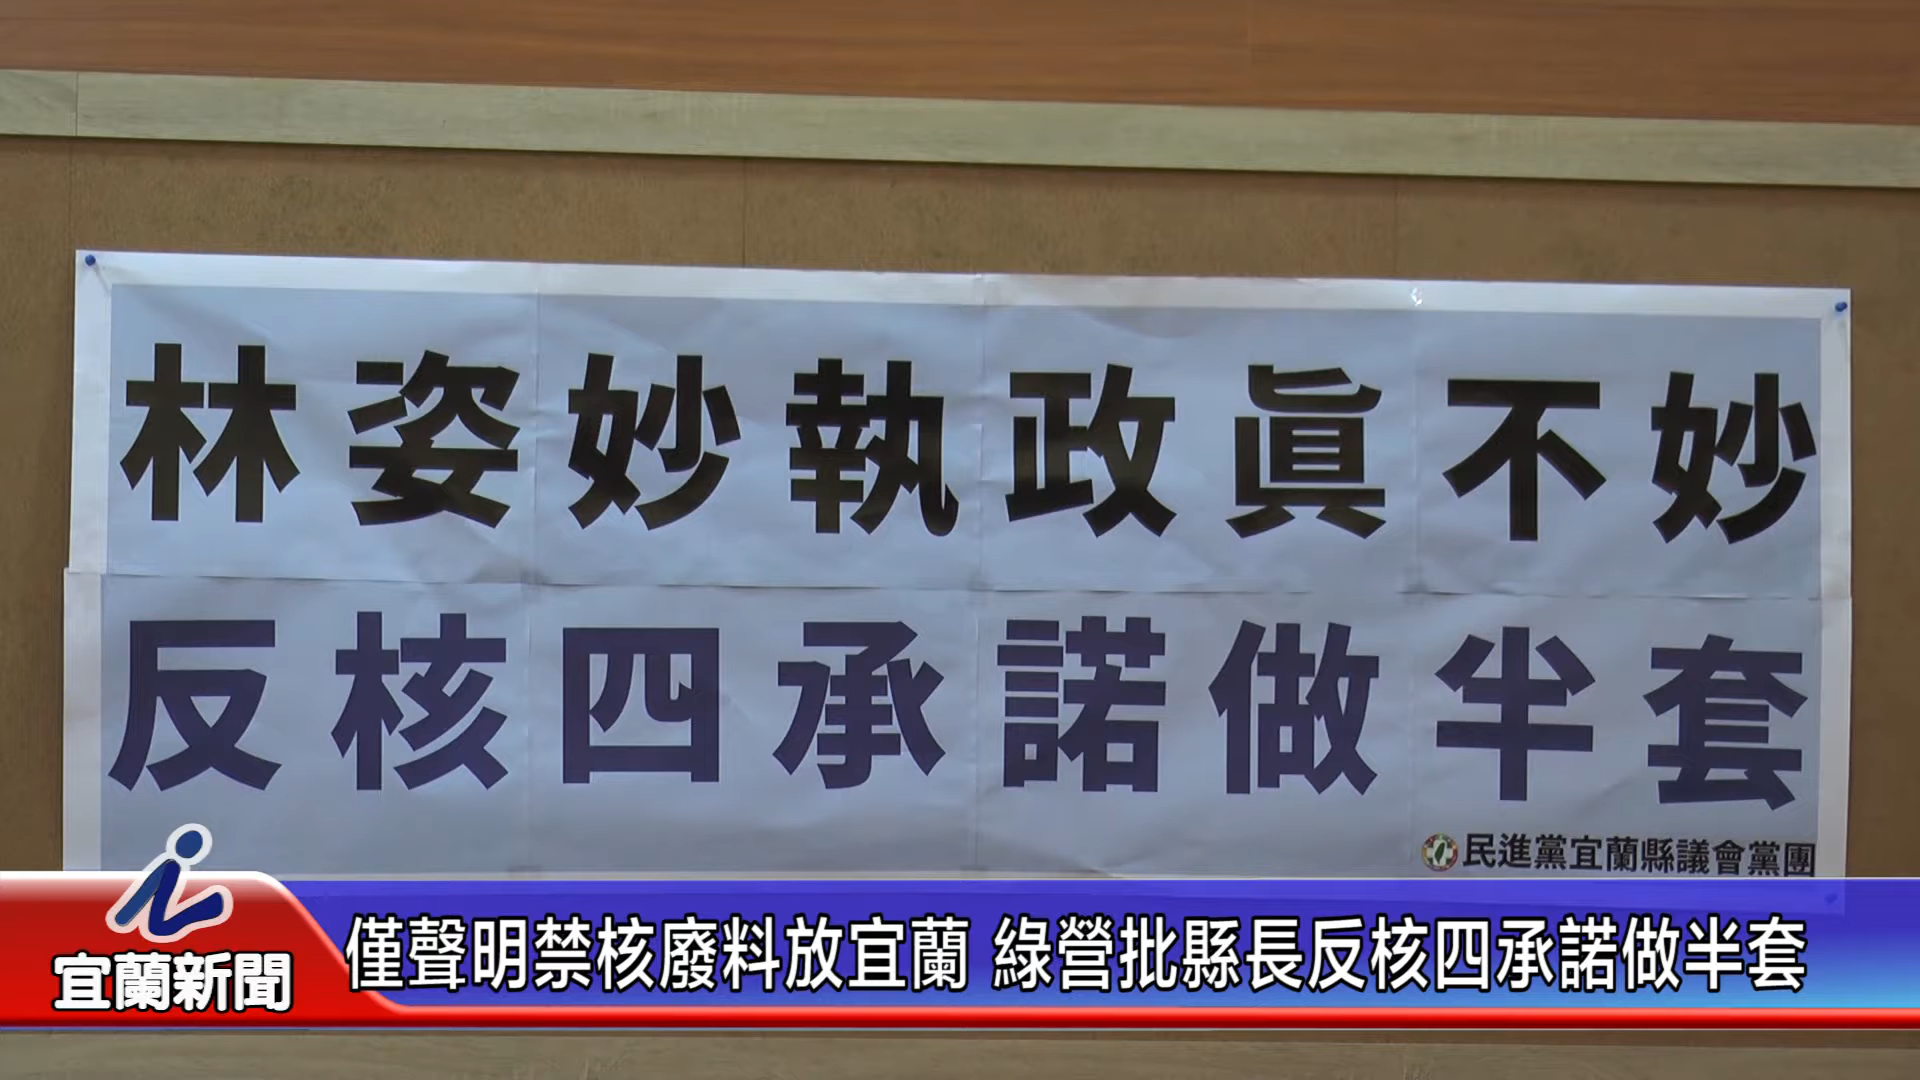 林姿妙執政眞不妙
反核四承諾做半套
民進黨宜蘭縣議會黨團
宜蘭新聞
僅聲明禁核廢料放宜蘭 綠營批縣長反核四承諾做半套